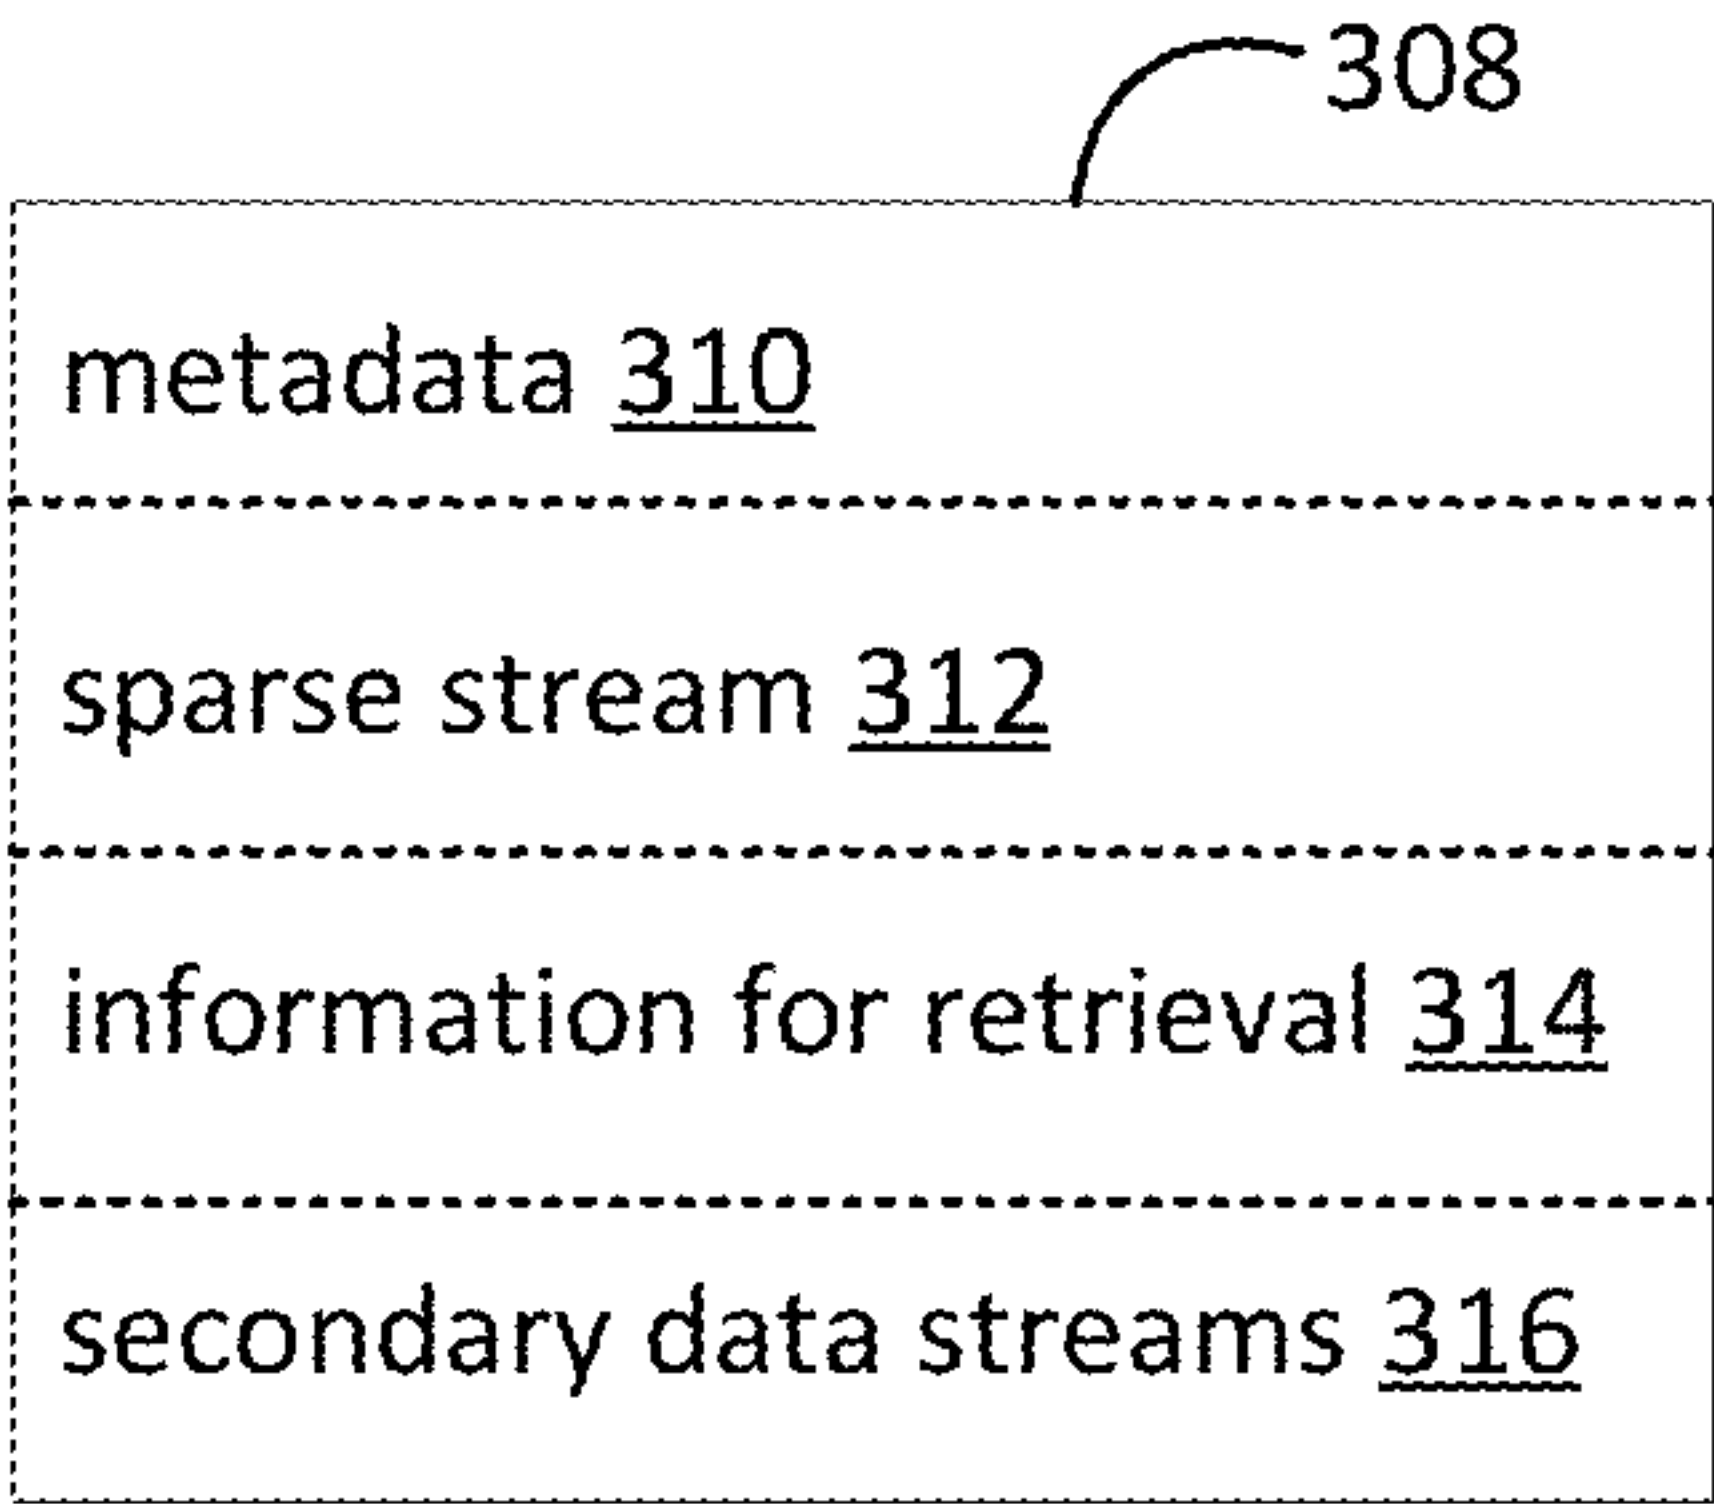 308
metadata 310
sparse stream 312
information for retrieval 314
secondary data streams 316